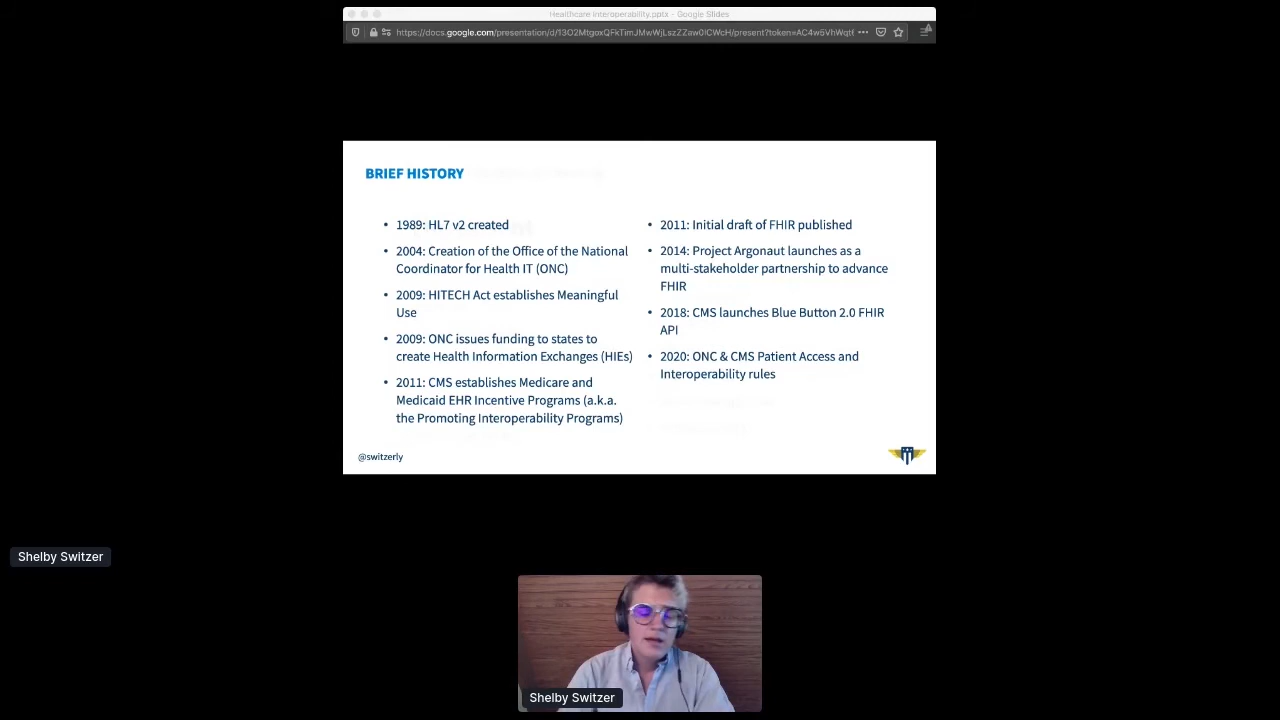 Healthcare Interoperability.pptx - Google Slides
BRIEF HISTORY
• 1989: HL7 v2 created
• 2004: Creation of the Office of the National
Coordinator for Health IT (ONC)
• 2009: HITECH Act establishes Meaningful
Use
• 2009: ONC issues funding to states to
create Health Information Exchanges (HIEs)
• 2011: CMS establishes Medicare and
Medicaid EHR Incentive Programs (a.k.a.
the Promoting Interoperability Programs)
• 2011: Initial draft of FHIR published
• 2014: Project Argonaut launches as a
multi-stakeholder partnership to advance
FHIR
• 2018: CMS launches Blue Button 2.0 FHIR
API
• 2020: ONC & CMS Patient Access and
Interoperability rules
@switzerly
Shelby Switzer
Shelby Switzer